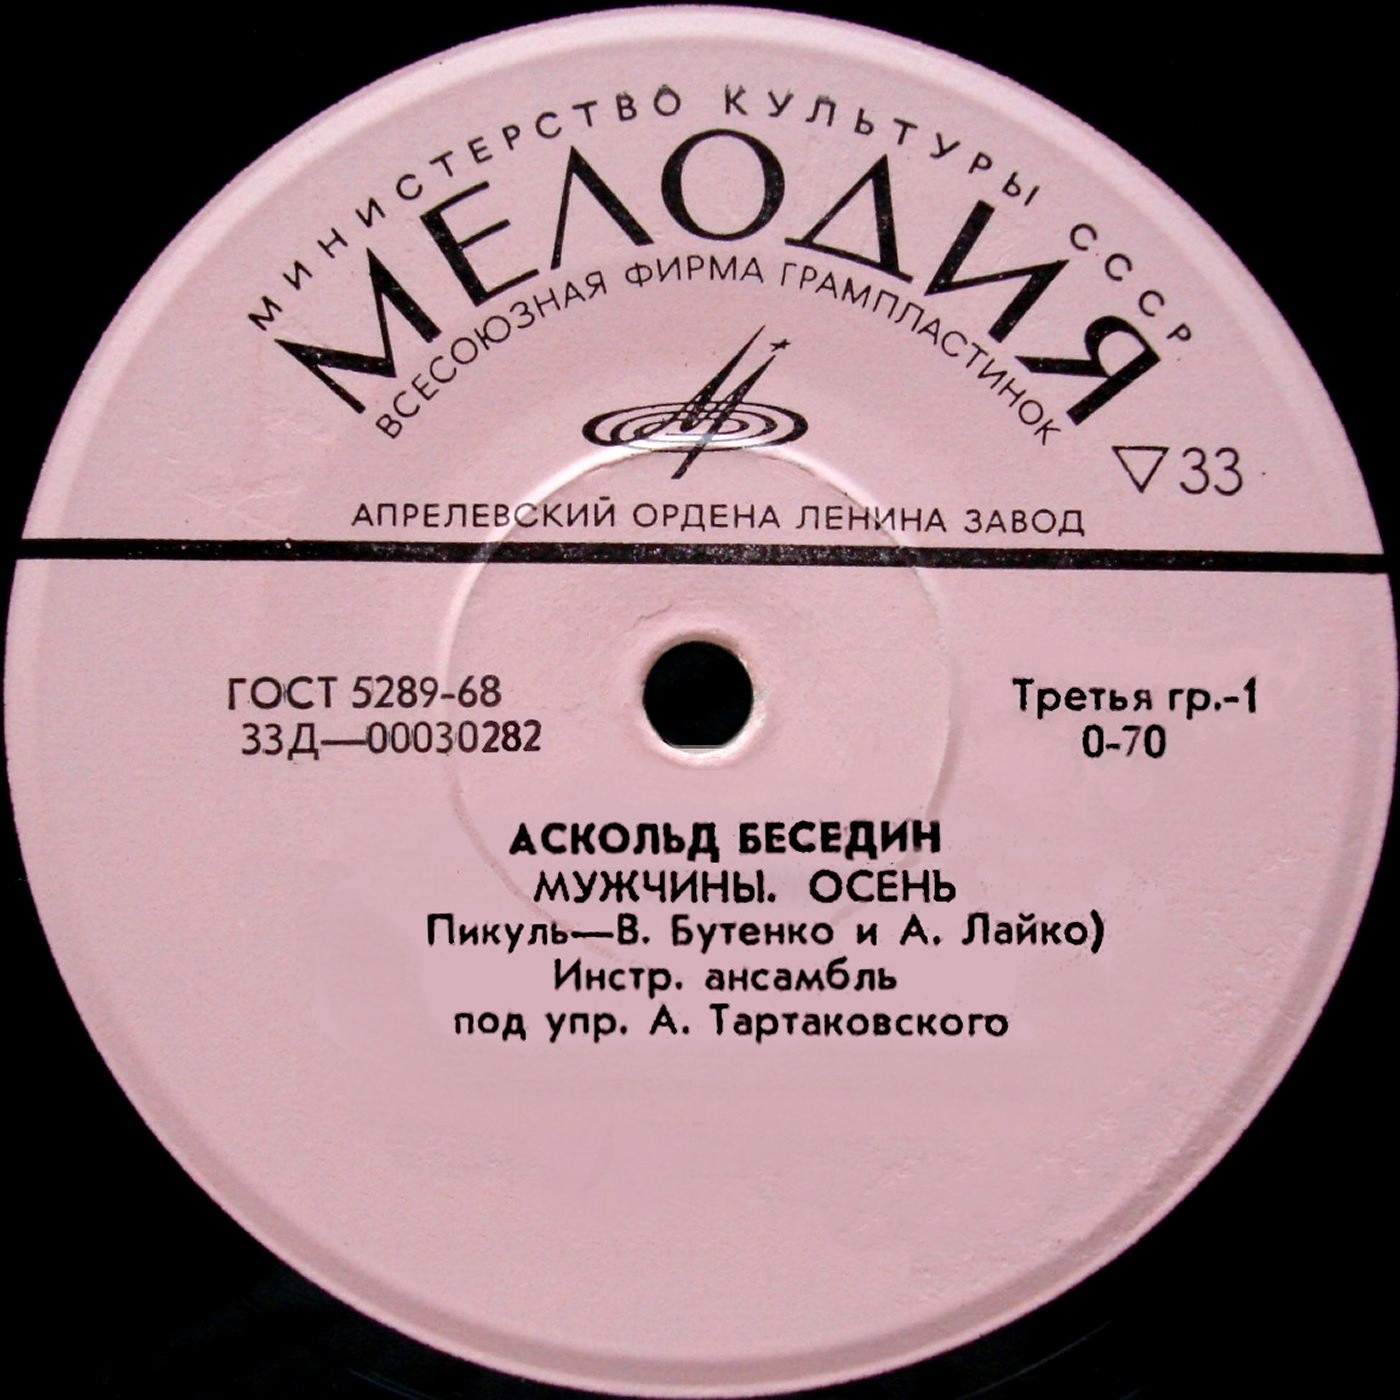 МИНИСТЕРСТВО КУЛЬТУРЫ СССР
МЕЛОДИЯ
ВСЕСОЮЗНАЯ ФИРМА ГРАМПЛАСТИНОК
▽33
АПРЕЛЕВСКИЙ ОРДЕНА ЛЕНИНА ЗАВОД
ГОСТ 5289-68
33Д—00030282
Третья гр.-1
0-70
АСКОЛЬД БЕСЕДИН
МУЖЧИНЫ. ОСЕНЬ
Пикуль—В. Бутенко и А. Лайко)
Инстр. ансамбль
под упр. А. Тартаковского